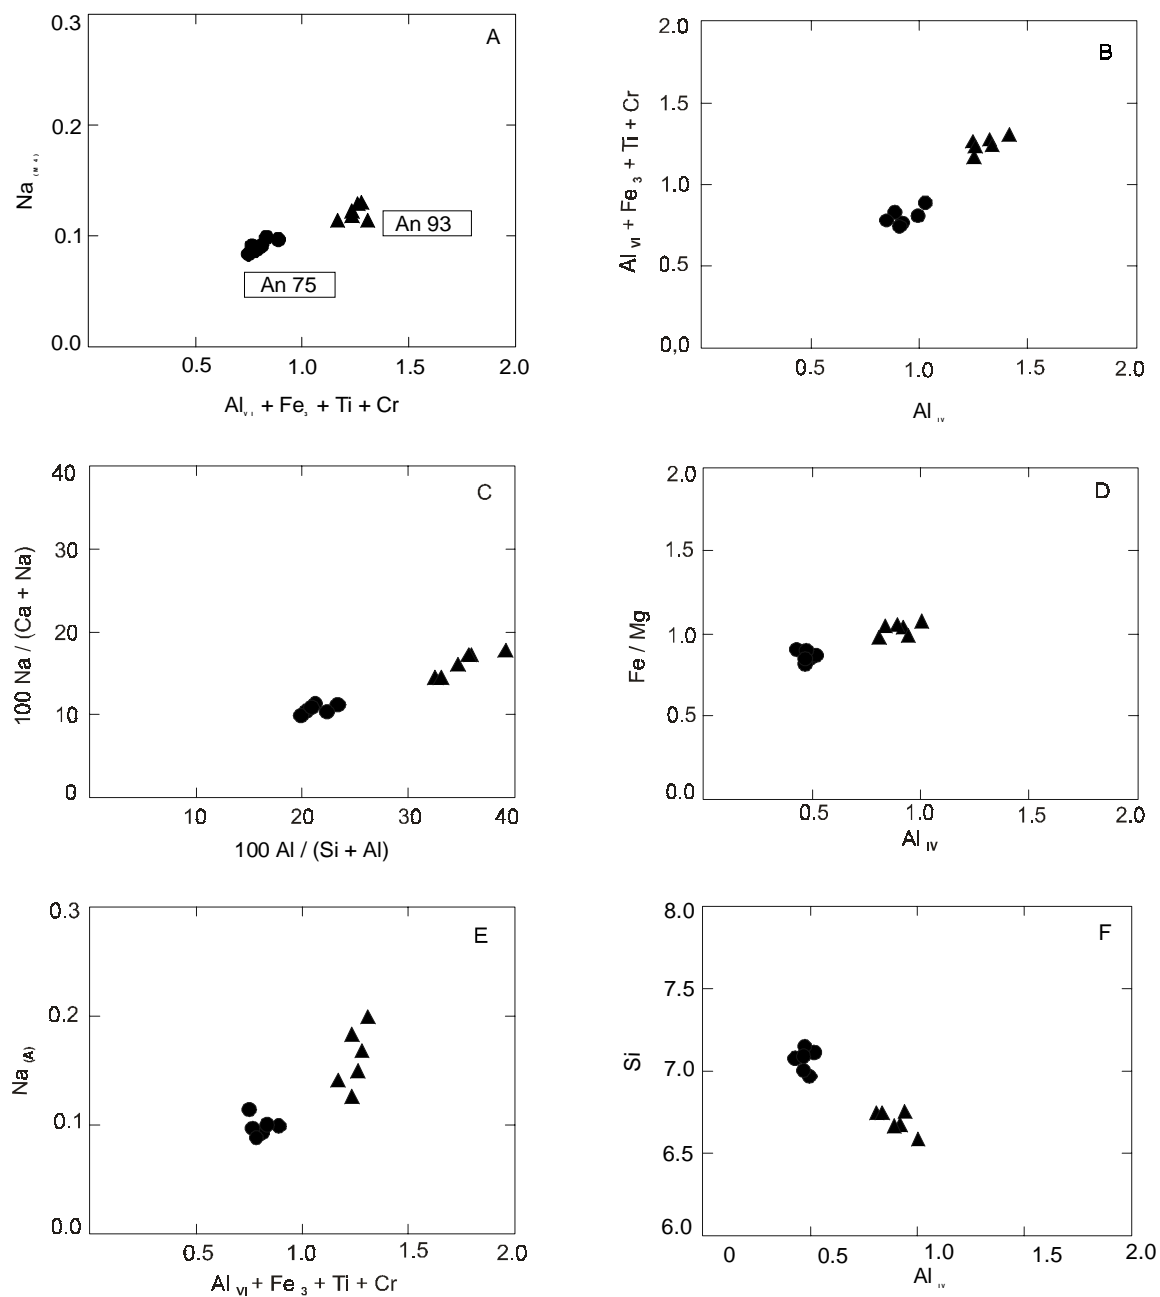 0.3
A
0.2
Na (M 4)
An 93
0.1
An 75
0.0
0.5 1.0 1.5 2.0
Al VI + Fe 3 + Ti + Cr
2.0
B
1.5
Al VI + Fe 3 + Ti + Cr
1.0
0.5
0,0
0.5 1.0 1.5 2.0
Al IV
40
C
30
100 Na / (Ca + Na)
20
10
0
10 20 30 40
100 Al / (Si + Al)
2.0
D
1.5
Fe / Mg
1.0
0.5
0.0
0.5 1.0 1.5 2.0
Al IV
0.3
E
0.2
Na (A)
0.1
0.0
0.5 1.0 1.5 2.0
Al VI + Fe 3 + Ti + Cr
8.0
F
7.5
Si
7.0
6.5
6.0
0 0.5 1.0 1.5 2.0
Al IV